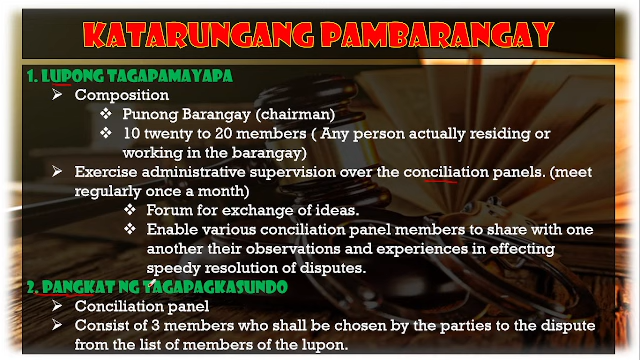 KATARUNGANG PAMBARANGAY
1. LUPONG TAGAPAMAYAPA
➢ Composition
❖ Punong Barangay (chairman)
❖ 10 twenty to 20 members ( Any person actually residing or
working in the barangay)
➢ Exercise administrative supervision over the conciliation panels. (meet
regularly once a month)
❖ Forum for exchange of ideas.
❖ Enable various conciliation panel members to share with one
another their observations and experiences in effecting
speedy resolution of disputes.
2. PANGKAT NG TAGAPAGKASUNDO
➢ Conciliation panel
➢ Consist of 3 members who shall be chosen by the parties to the dispute
from the list of members of the lupon.